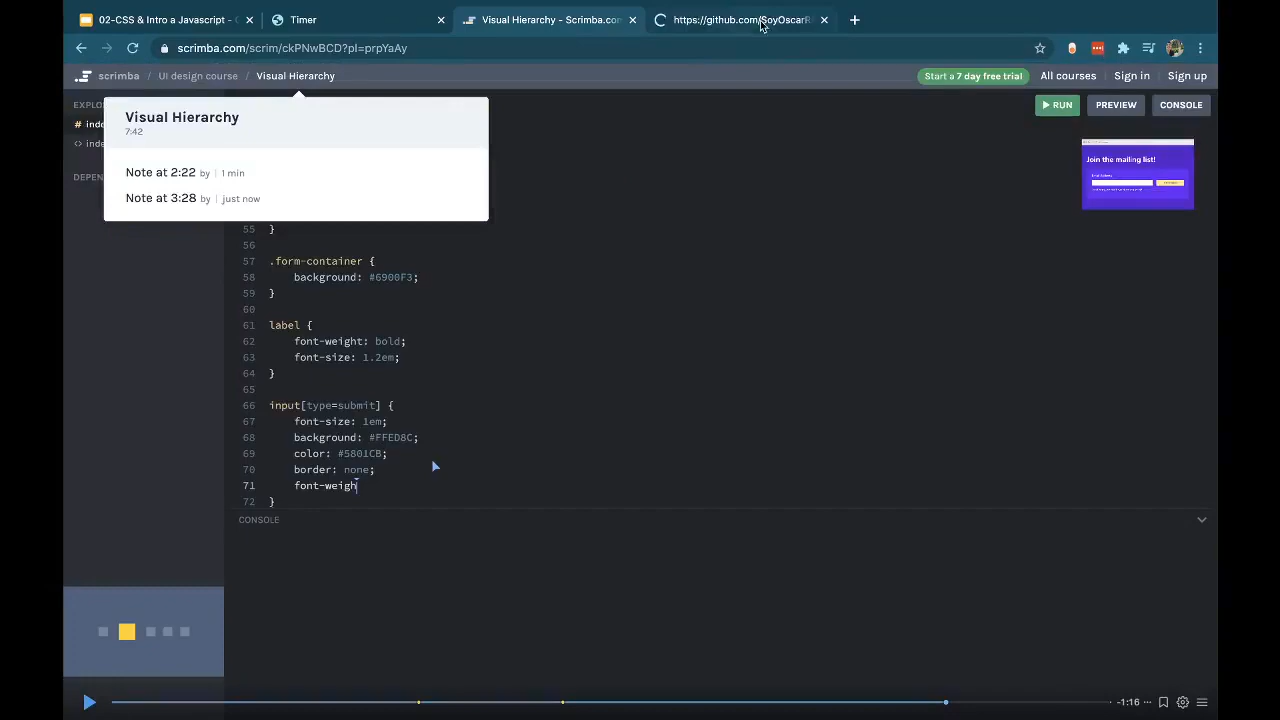 02-CSS & Intro a Javascript -
Timer
Visual Hierarchy – Scrimba.com
https://github.com/SoyOscarR
scrimba.com/scrim/ckPNwBCD?pl=prpYaAy
scrimba / UI design course / Visual Hierarchy
Start a 7 day free trial
All courses
Sign in
Sign up
EXPLO
# inde
<> inde
DEPEN
Visual Hierarchy
7:42
Note at 2:22 by | 1 min
Note at 3:28 by | just now
RUN
PREVIEW
CONSOLE
Join the mailing list!
55 }
56
57 .form-container {
58 background: #6900F3;
59 }
60
61 label {
62 font-weight: bold;
63 font-size: 1.2em;
64 }
65
66 input[type=submit] {
67 font-size: 1em;
68 background: #FFED8C;
69 color: #5801CB;
70 border: none;
71 font-weigh
72 }
CONSOLE
-1:16